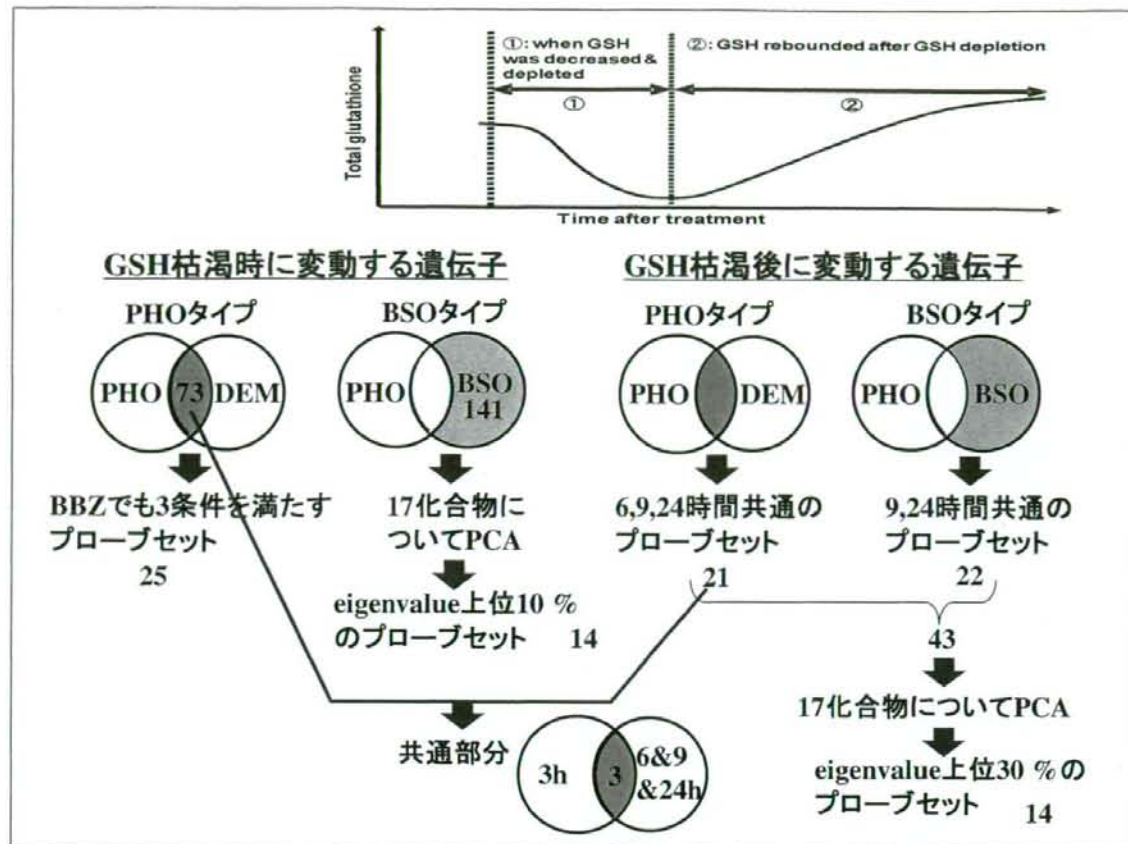 ①: when GSH
was decreased &
depleted
②: GSH rebounded after GSH depletion
①
②
Total glutathione
Time after treatment
GSH枯渇時に変動する遺伝子
GSH枯渇後に変動する遺伝子
PHOタイプ
BSOタイプ
PHOタイプ
BSOタイプ
PHO
73
DEM
PHO
BSO
141
PHO
DEM
PHO
BSO
BBZでも3条件を満たす
プローブセット
25
17化合物に
ついてPCA
6,9,24時間共通の
プローブセット
21
9,24時間共通の
プローブセット
22
eigenvalue上位10 %
のプローブセット 14
43
17化合物についてPCA
共通部分
3h
3
6&9
&24h
eigenvalue上位30 %の
プローブセット 14